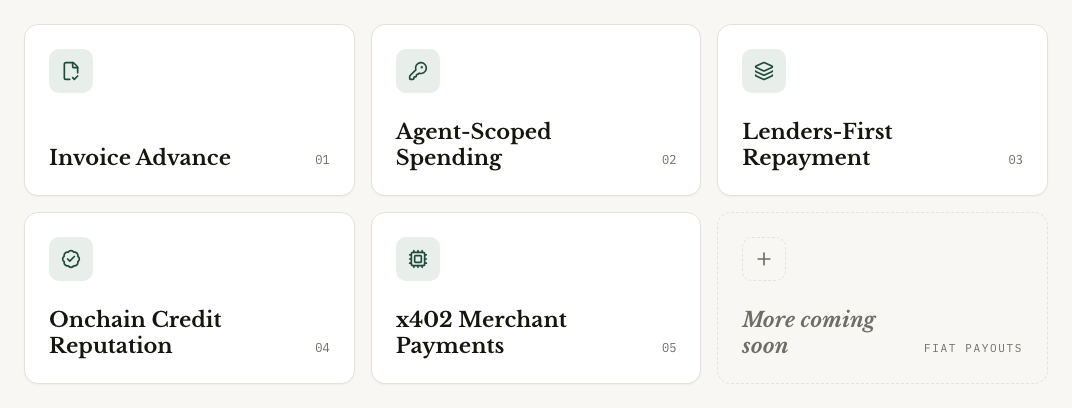 Invoice Advance
01
Agent-Scoped
Spending
02
Lenders-First
Repayment
03
Onchain Credit
Reputation
04
x402 Merchant
Payments
05
More coming
soon
FIAT PAYOUTS